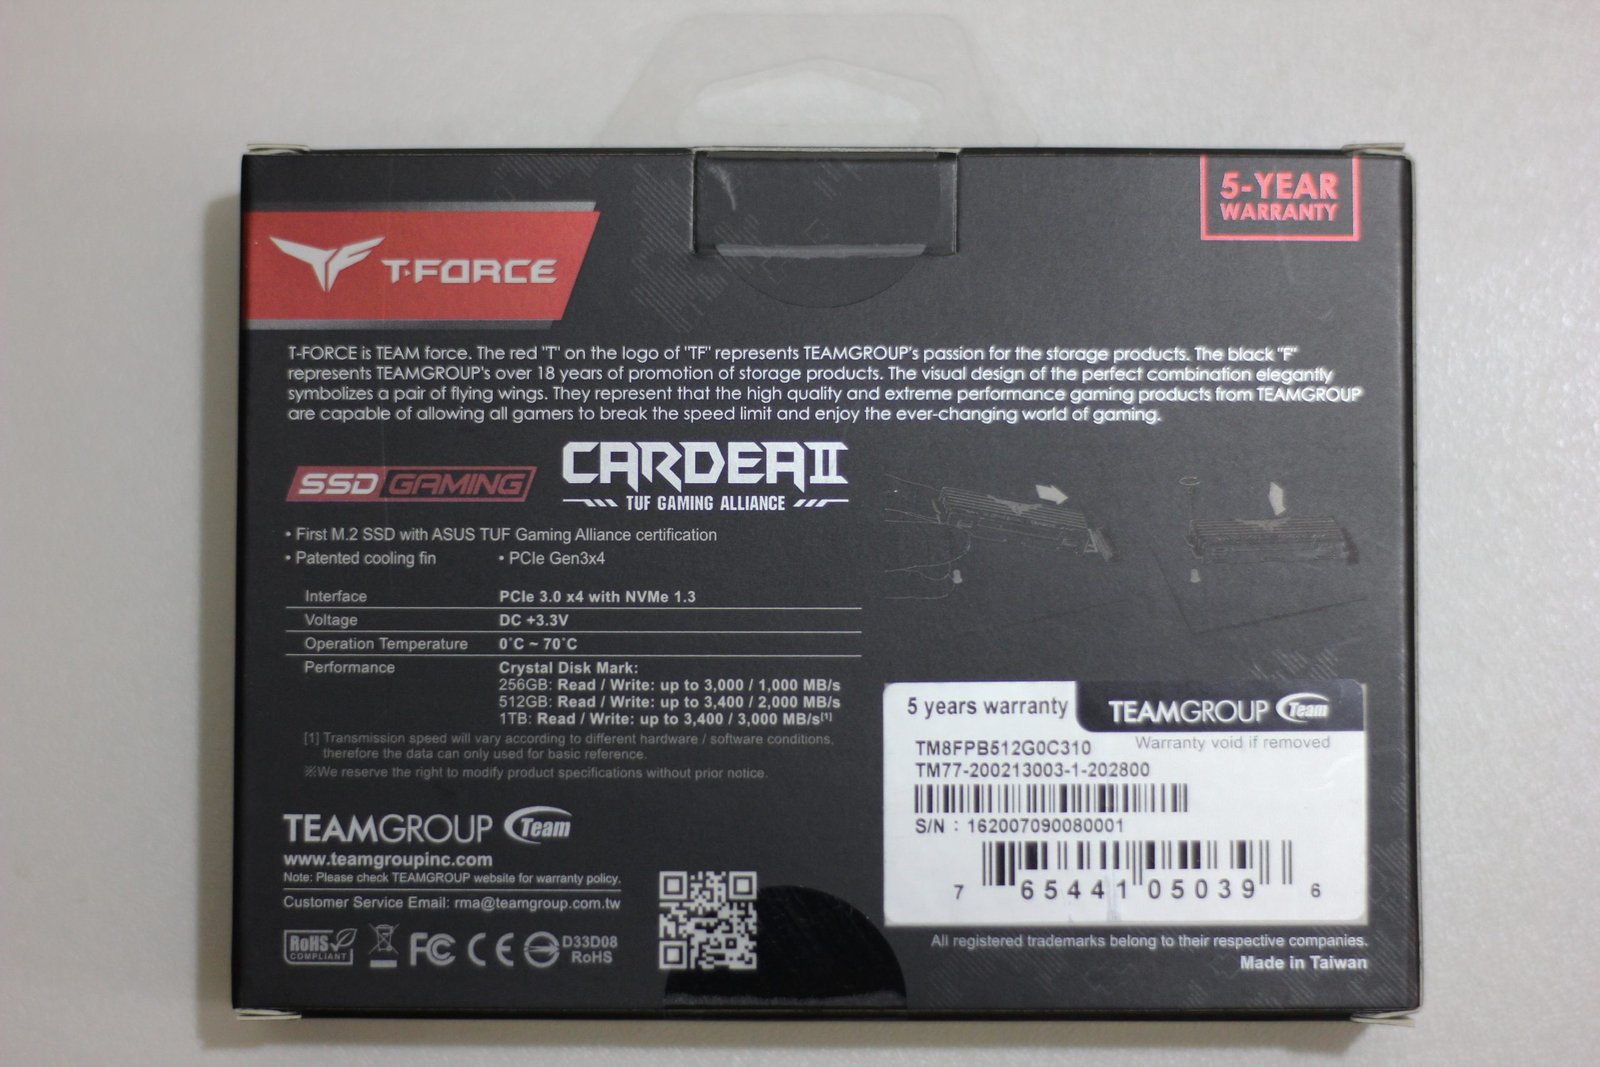 5-YEAR
WARRANTY
T-FORCE
T-FORCE is TEAM force. The red "T" on the logo of "TF" represents TEAMGROUP's passion for the storage products. The black "F"
represents TEAMGROUP's over 18 years of promotion of storage products. The visual design of the perfect combination elegantly
symbolizes a pair of flying wings. They represent that the high quality and extreme performance gaming products from TEAMGROUP
are capable of allowing all gamers to break the speed limit and enjoy the ever-changing world of gaming.
SSD GAMING
CARDEA II
TUF GAMING ALLIANCE
• First M.2 SSD with ASUS TUF Gaming Alliance certification
• Patented cooling fin • PCIe Gen3x4
Interface PCIe 3.0 x4 with NVMe 1.3
Voltage DC +3.3V
Operation Temperature 0˚C ~ 70˚C
Performance Crystal Disk Mark:
256GB: Read / Write: up to 3,000 / 1,000 MB/s
512GB: Read / Write: up to 3,400 / 2,000 MB/s
1TB: Read / Write: up to 3,400 / 3,000 MB/s[1]
[1] Transmission speed will vary according to different hardware / software conditions,
therefore the data can only used for basic reference.
※We reserve the right to modify product specifications without prior notice.
TEAMGROUP Team
www.teamgroupinc.com
Note: Please check TEAMGROUP website for warranty policy.
Customer Service Email: rma@teamgroup.com.tw
RoHS
COMPLIANT
FC CE
D33D08
RoHS
5 years warranty
TEAMGROUP Team
Warranty void if removed
TM8FPB512G0C310
TM77-200213003-1-202800
S/N : 162007090080001
7 65441 05039 6
All registered trademarks belong to their respective companies.
Made in Taiwan